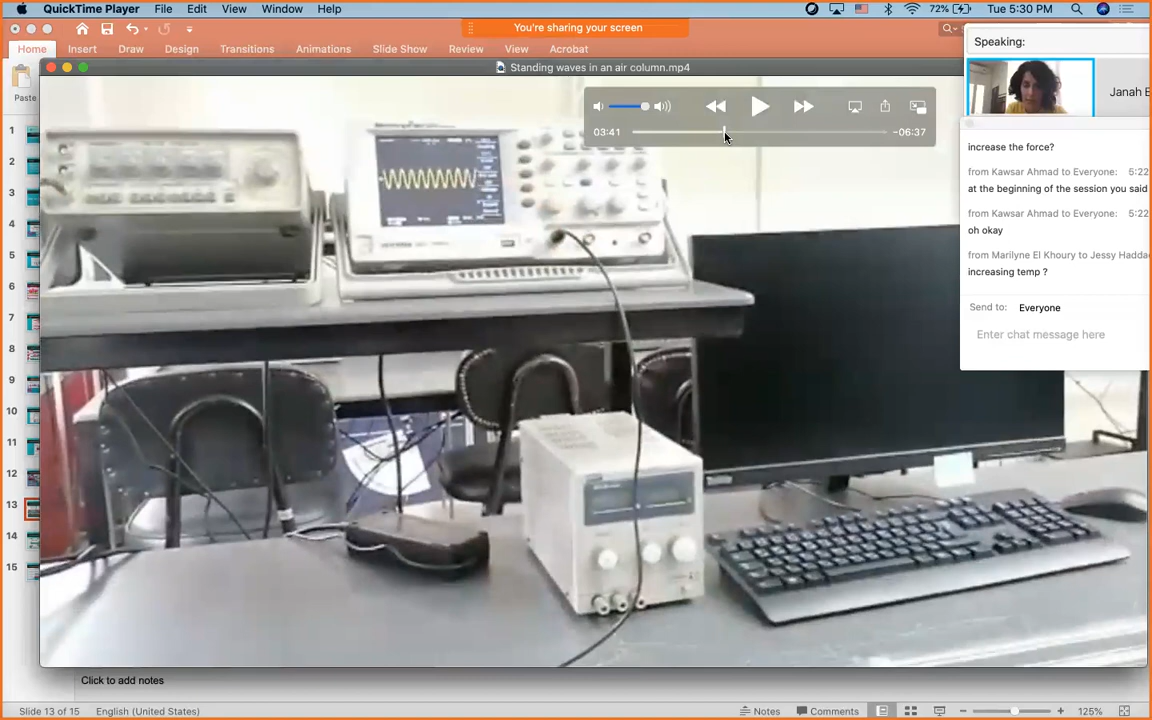 QuickTime Player File Edit View Window Help 72% Tue 5:30 PM
You're sharing your screen
Home Insert Draw Design Transitions Animations Slide Show Review View Acrobat
Speaking:
Standing waves in an air column.mp4
Janah E
Paste
03:41 -06:37
increase the force?
from Kawsar Ahmad to Everyone: 5:22
at the beginning of the session you said
from Kawsar Ahmad to Everyone: 5:22
oh okay
from Marilyne El Khoury to Jessy Hadda
increasing temp ?
Send to: Everyone
Enter chat message here
1
2
3
4
5
6
7
8
9
10
11
12
13
14
15
Click to add notes
Slide 13 of 15 English (United States) Notes Comments 125%